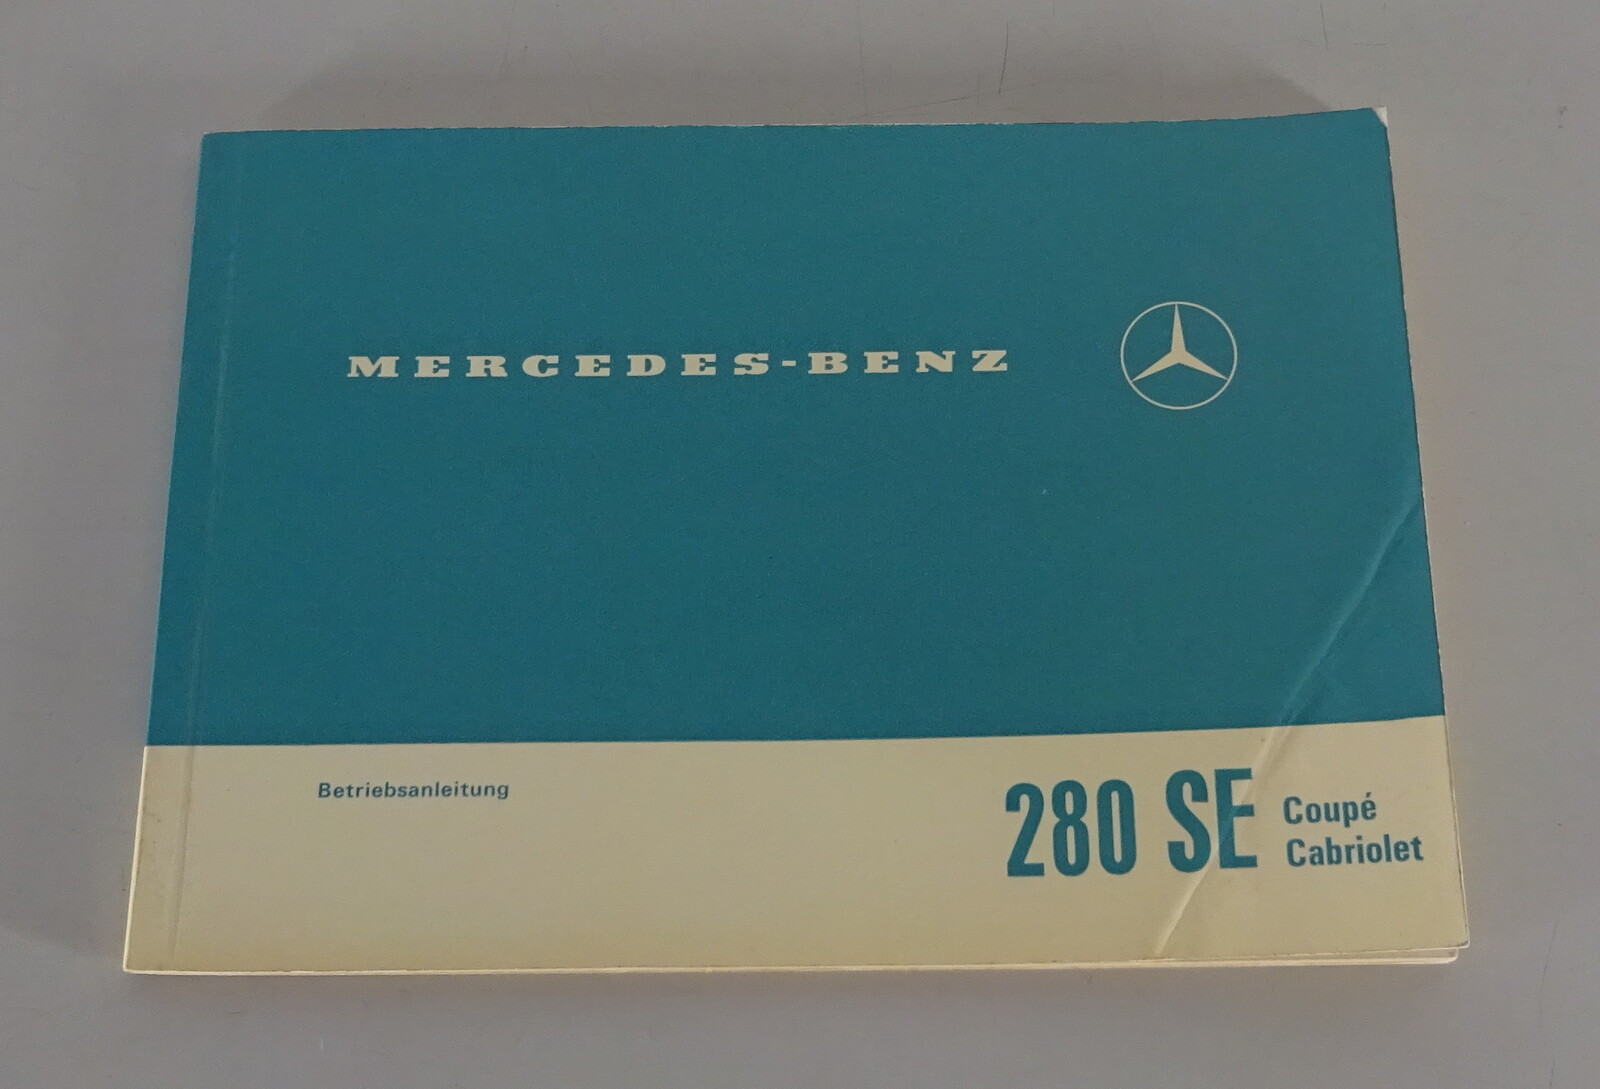 MERCEDES-BENZ
Betriebsanleitung
280 SE Coupé
Cabriolet